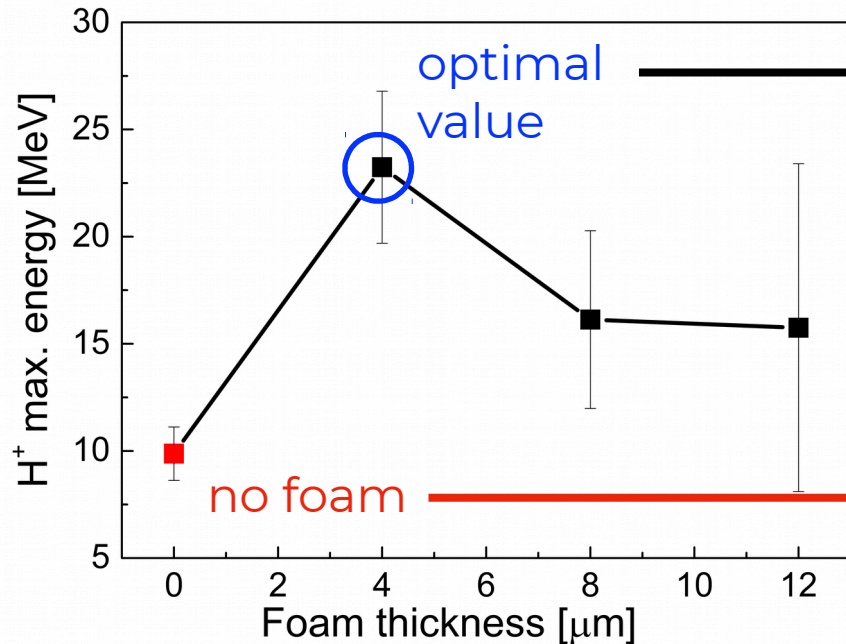 30
25
20
15
10
5
H⁺ max. energy [MeV]
optimal
value
no foam
0 2 4 6 8 10 12
Foam thickness [μm]